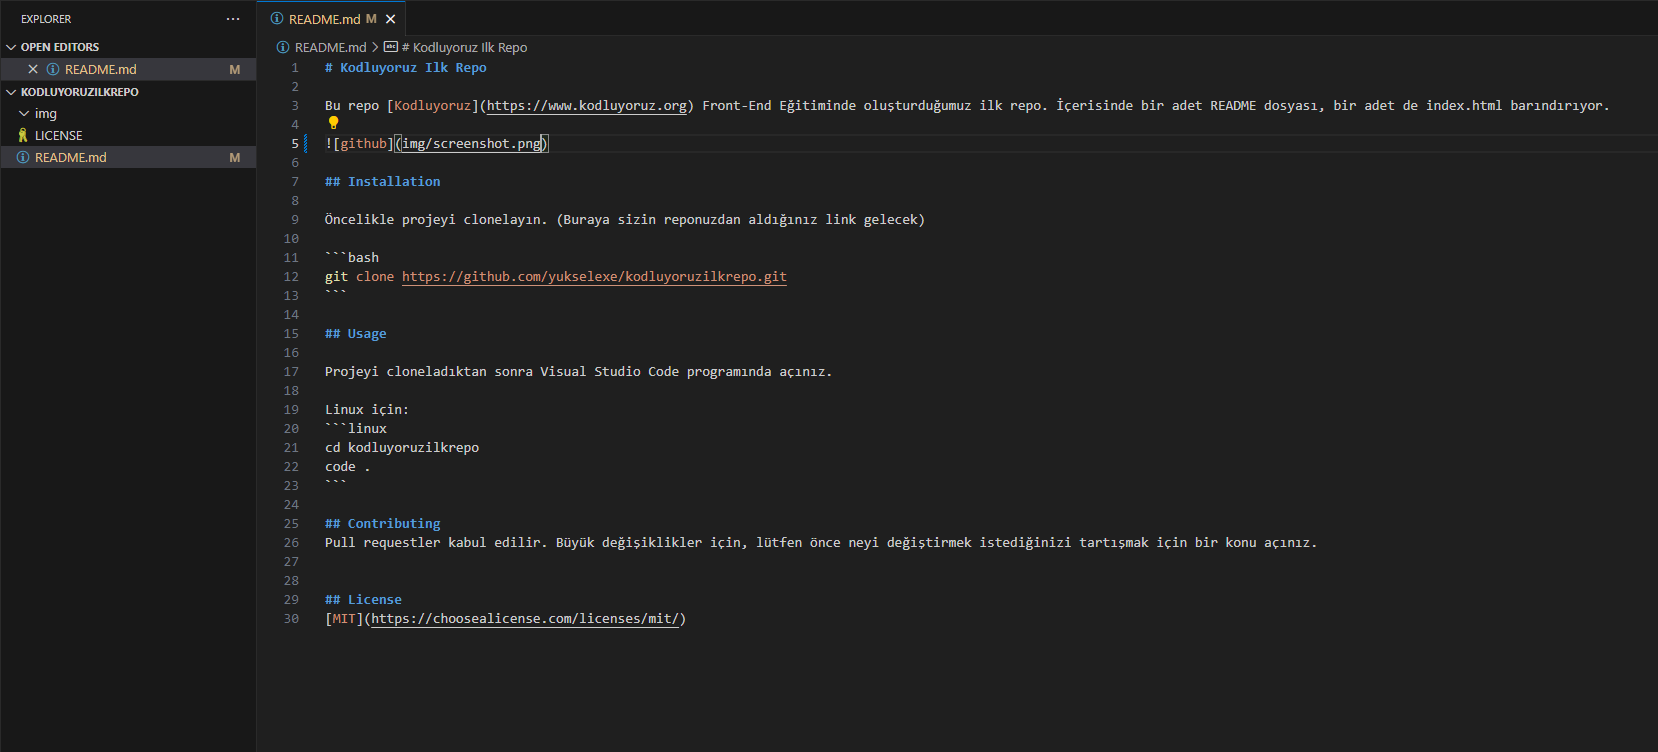 EXPLORER
···
OPEN EDITORS
README.md M
KODLUYORUZILKREPO
img
LICENSE
README.md M
README.md M
README.md > # Kodluyoruz Ilk Repo
1 # Kodluyoruz Ilk Repo
2
3 Bu repo [Kodluyoruz](https://www.kodluyoruz.org) Front-End Eğitiminde oluşturduğumuz ilk repo. İçerisinde bir adet README dosyası, bir adet de index.html barındırıyor.
4
5 ![github](img/screenshot.png)
6
7 ## Installation
8
9 Öncelikle projeyi clonelayın. (Buraya sizin reponuzdan aldığınız link gelecek)
10
11 ```bash
12 git clone https://github.com/yukselexe/kodluyoruzilkrepo.git
13 ```
14
15 ## Usage
16
17 Projeyi cloneladıktan sonra Visual Studio Code programında açınız.
18
19 Linux için:
20 ```linux
21 cd kodluyoruzilkrepo
22 code .
23 ```
24
25 ## Contributing
26 Pull requestler kabul edilir. Büyük değişiklikler için, lütfen önce neyi değiştirmek istediğinizi tartışmak için bir konu açınız.
27
28
29 ## License
30 [MIT](https://choosealicense.com/licenses/mit/)